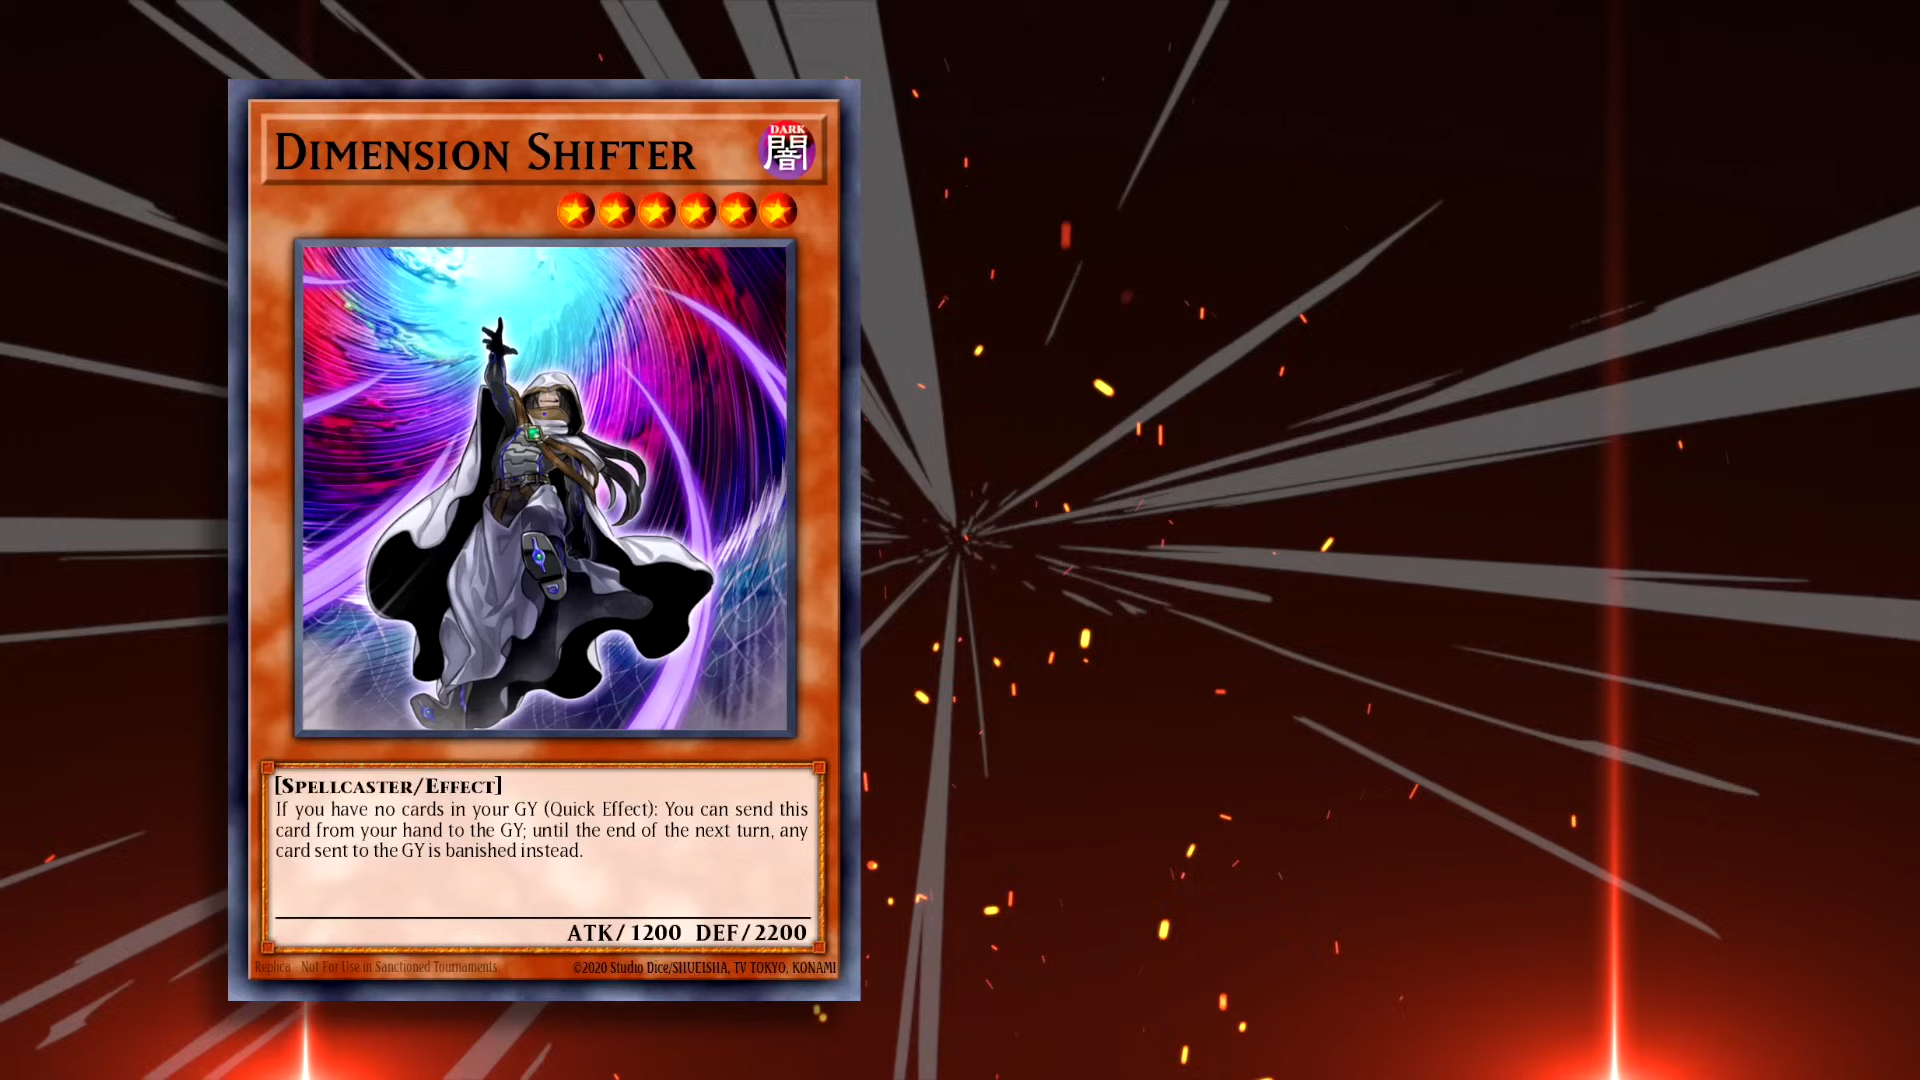 Dimension Shifter
DARK
闇
[Spellcaster/Effect]
If you have no cards in your GY (Quick Effect): You can send this
card from your hand to the GY; until the end of the next turn, any
card sent to the GY is banished instead.
ATK/1200 DEF/2200
Replica - Not For Use in Sanctioned Tournaments.
©2020 Studio Dice/SHUEISHA, TV TOKYO, KONAMI